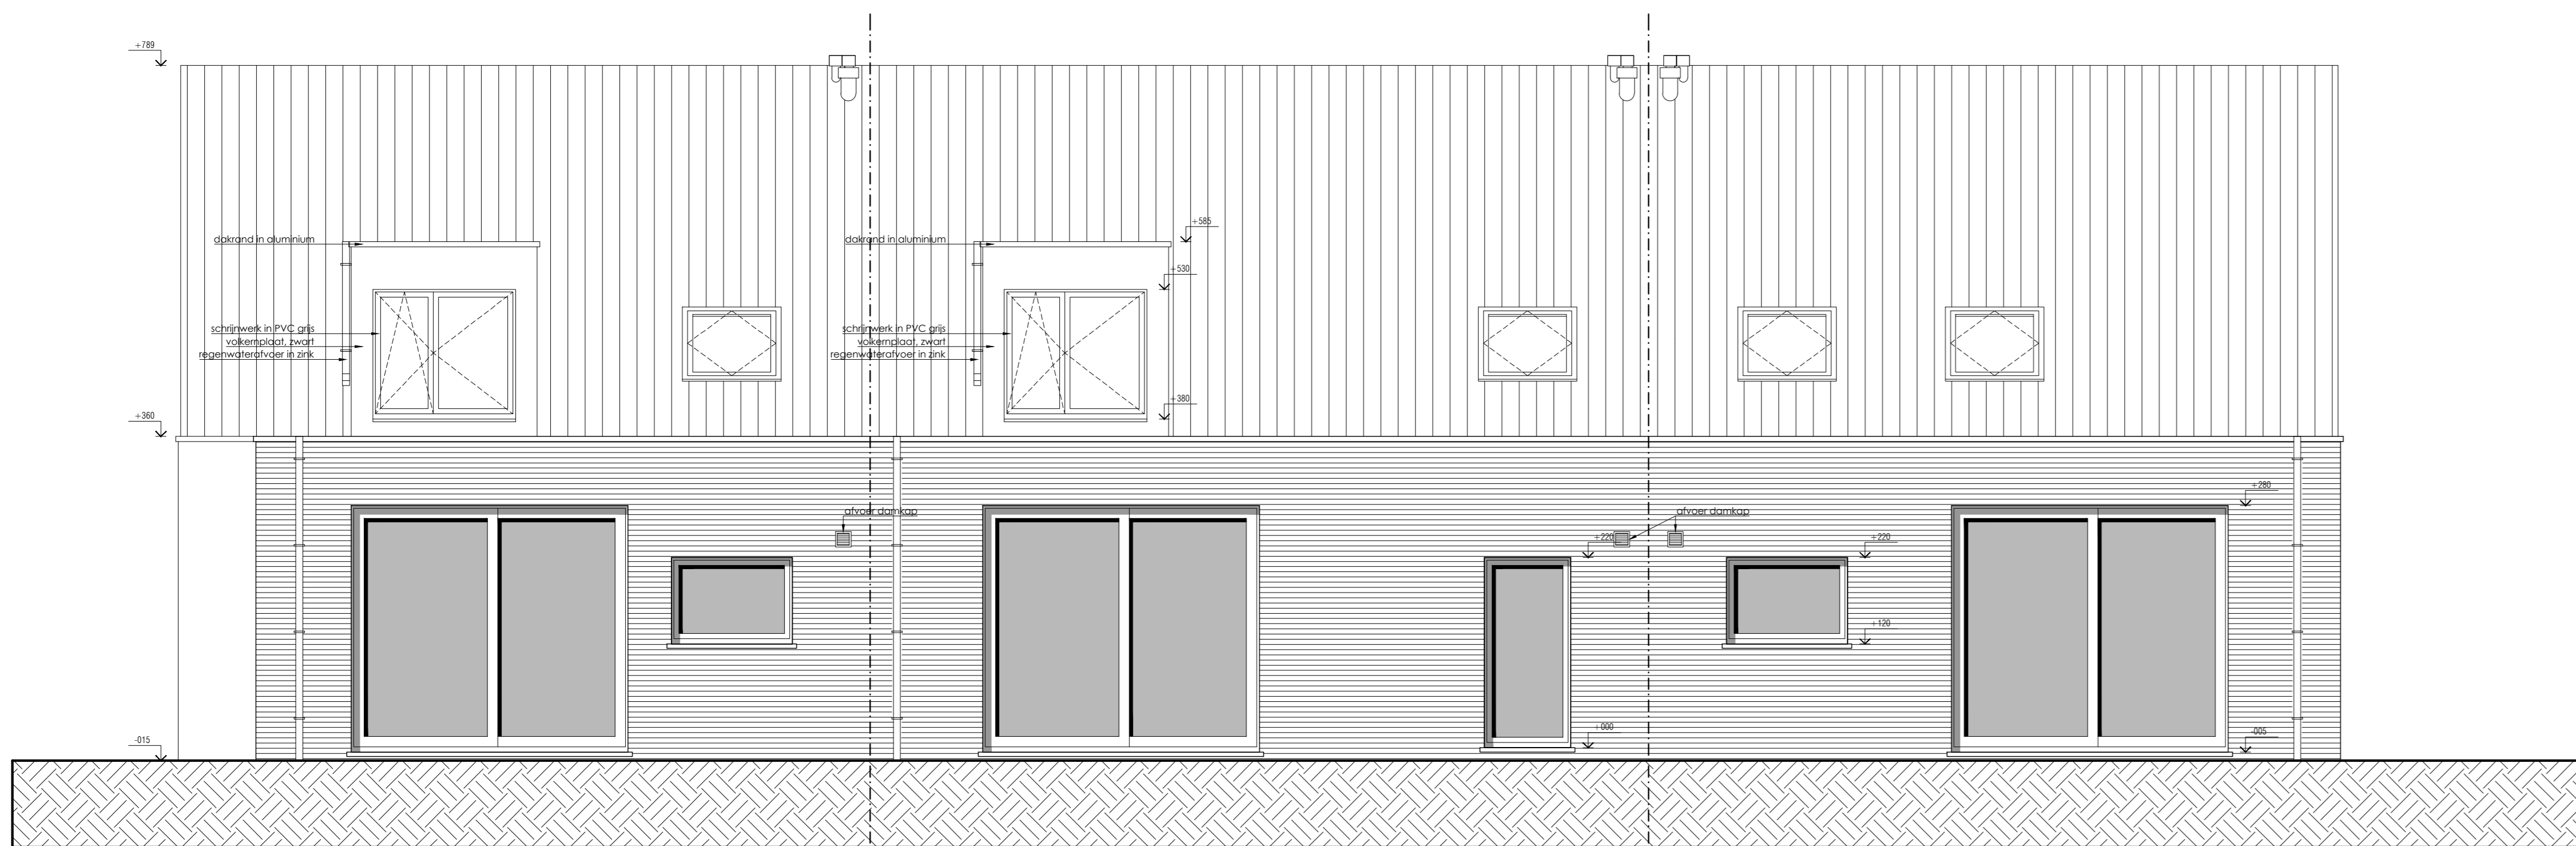 +789
+585
dakrand in aluminium
dakrand in aluminium
+530
schrijnwerk in PVC grijs
volkernplaat, zwart
regenwaterafvoer in zink
schrijnwerk in PVC grijs
volkernplaat, zwart
regenwaterafvoer in zink
+380
+360
+280
afvoer dampkap
afvoer dampkap
+220
+220
+120
+000
-005
-015